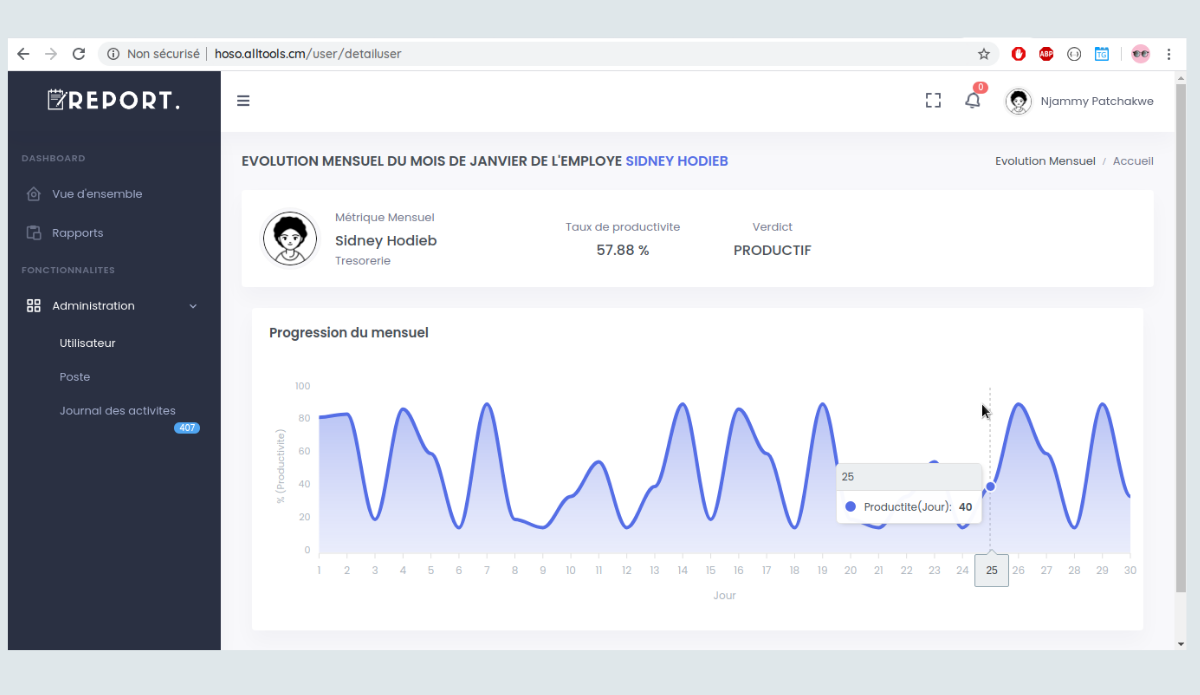 Non sécurisé | hoso.alltools.cm/user/detailuser
ABP
TG
REPORT.
0
Njammy Patchakwe
DASHBOARD
Vue d'ensemble
Rapports
FONCTIONNALITES
Administration
Utilisateur
Poste
Journal des activites
407
EVOLUTION MENSUEL DU MOIS DE JANVIER DE L'EMPLOYE SIDNEY HODIEB
Evolution Mensuel / Accueil
Métrique Mensuel
Sidney Hodieb
Tresorerie
Taux de productivite
57.88 %
Verdict
PRODUCTIF
Progression du mensuel
% (Productivite)
100
80
60
40
20
0
25
Productite(Jour): 40
1 2 3 4 5 6 7 8 9 10 11 12 13 14 15 16 17 18 19 20 21 22 23 24 25 26 27 28 29 30
Jour